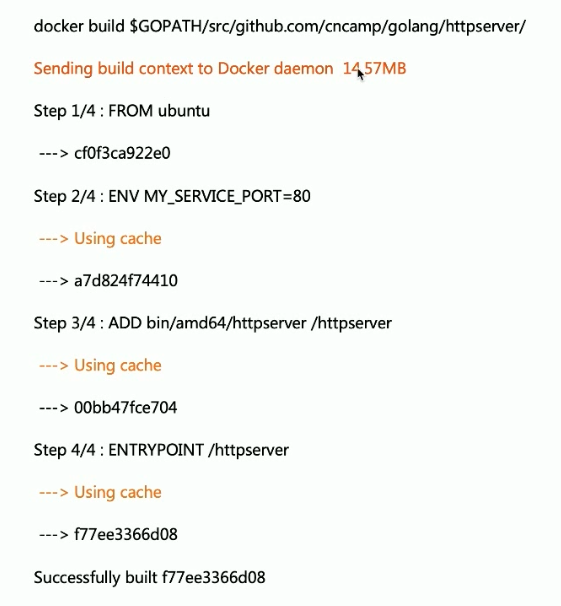 docker build $GOPATH/src/github.com/cncamp/golang/httpserver/
Sending build context to Docker daemon 14.57MB
Step 1/4 : FROM ubuntu
---> cf0f3ca922e0
Step 2/4 : ENV MY_SERVICE_PORT=80
---> Using cache
---> a7d824f74410
Step 3/4 : ADD bin/amd64/httpserver /httpserver
---> Using cache
---> 00bb47fce704
Step 4/4 : ENTRYPOINT /httpserver
---> Using cache
---> f77ee3366d08
Successfully built f77ee3366d08